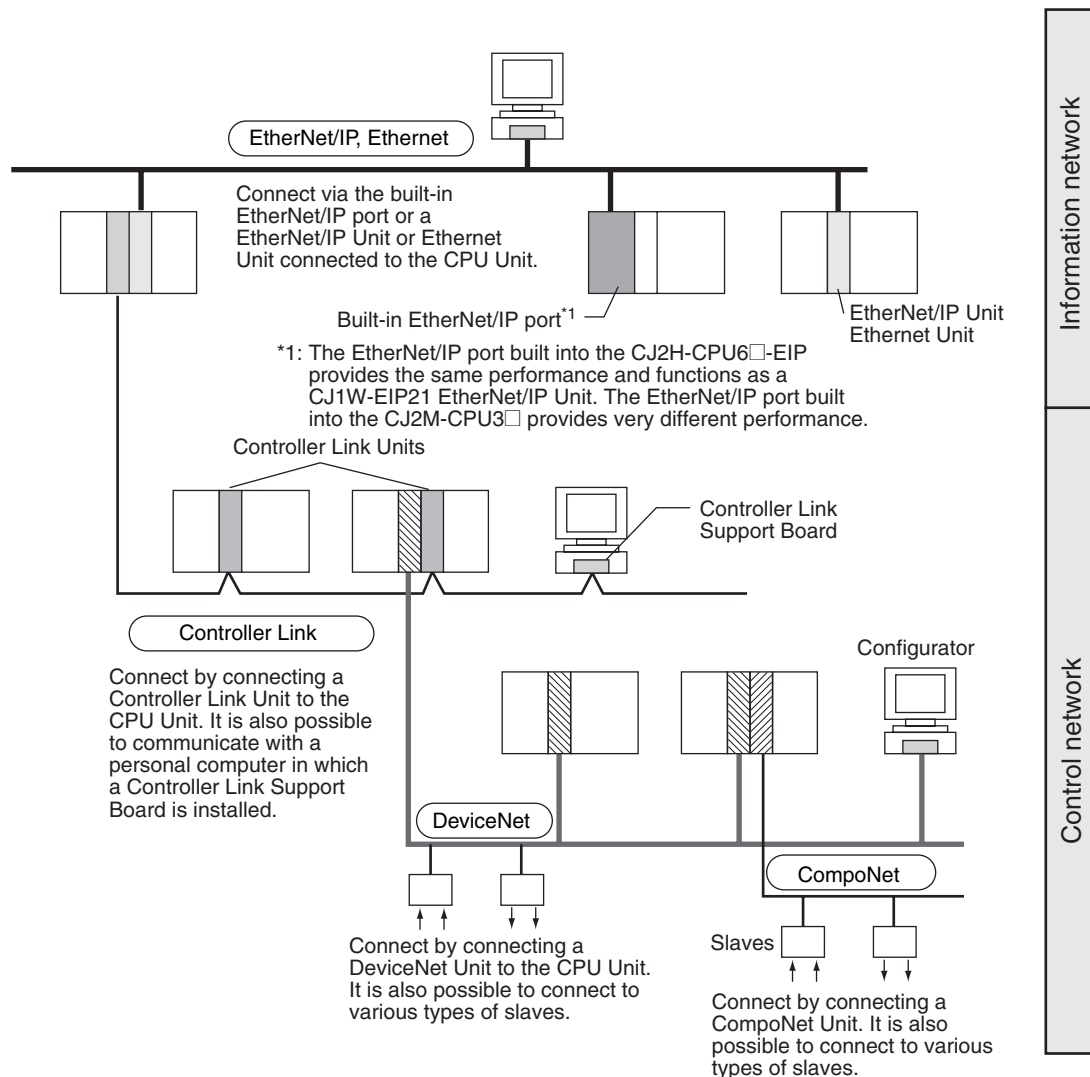 EtherNet/IP, Ethernet
Connect via the built-in
EtherNet/IP port or a
EtherNet/IP Unit or Ethernet
Unit connected to the CPU Unit.
Built-in EtherNet/IP port*1
EtherNet/IP Unit
Ethernet Unit
*1: The EtherNet/IP port built into the CJ2H-CPU6□-EIP
provides the same performance and functions as a
CJ1W-EIP21 EtherNet/IP Unit. The EtherNet/IP port built
into the CJ2M-CPU3□ provides very different performance.
Information network
Controller Link Units
Controller Link
Support Board
Controller Link
Connect by connecting a
Controller Link Unit to the
CPU Unit. It is also possible
to communicate with a
personal computer in which
a Controller Link Support
Board is installed.
Configurator
DeviceNet
CompoNet
Connect by connecting a
DeviceNet Unit to the CPU Unit.
It is also possible to connect to
various types of slaves.
Slaves
Connect by connecting a
CompoNet Unit. It is also
possible to connect to various
types of slaves.
Control network